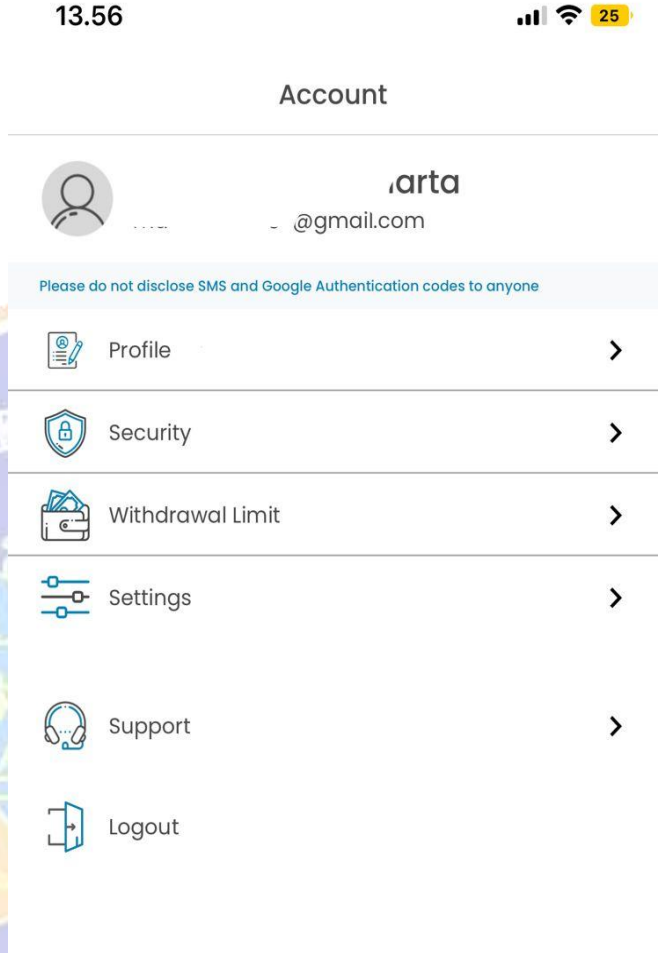 13.56
25
Account
arta
@gmail.com
Please do not disclose SMS and Google Authentication codes to anyone
Profile
Security
Withdrawal Limit
Settings
Support
Logout